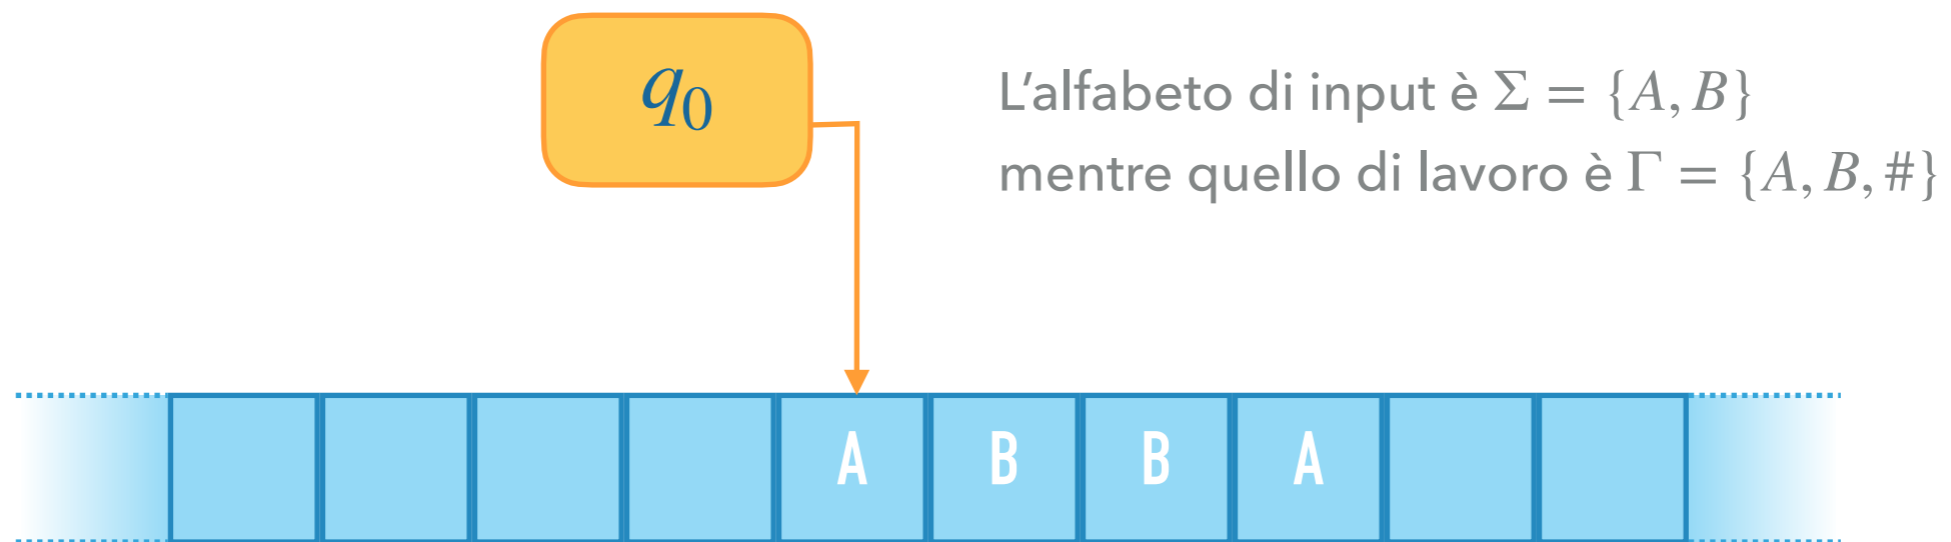 q₀
L'alfabeto di input è Σ = {A, B}
mentre quello di lavoro è Γ = {A, B, #}
A B B A